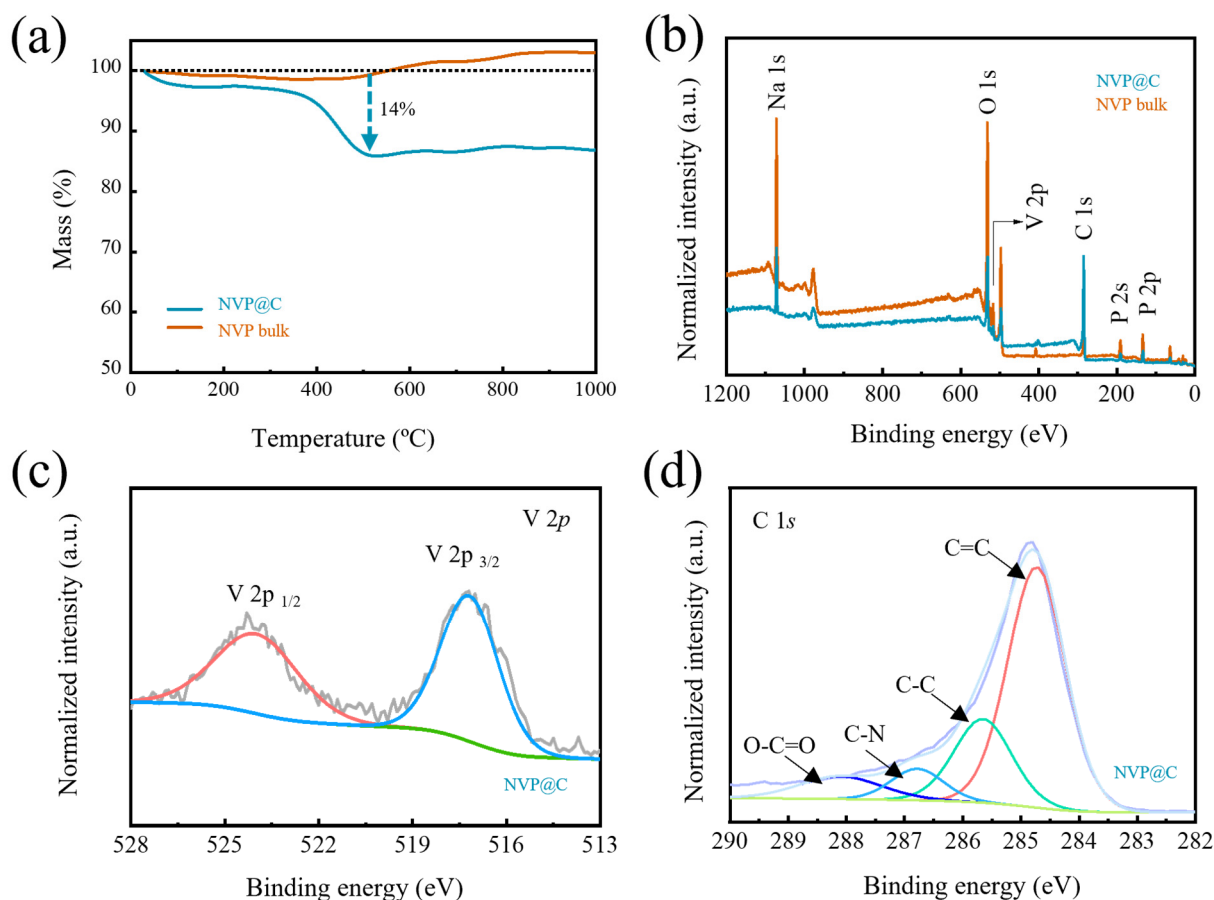 (a)
100
90
80
70
60
50
0
200
400
600
800
1000
Mass (%)
Temperature (ºC)
14%
NVP@C
NVP bulk
(b)
Normalized intensity (a.u.)
Na 1s
O 1s
V 2p
C 1s
P 2s
P 2p
NVP@C
NVP bulk
1200
1000
800
600
400
200
0
Binding energy (eV)
(c)
Normalized intensity (a.u.)
V 2p
V 2p 3/2
V 2p 1/2
NVP@C
528
525
522
519
516
513
Binding energy (eV)
(d)
Normalized intensity (a.u.)
C 1s
C=C
C-C
C-N
O-C=O
NVP@C
290
289
288
287
286
285
284
283
282
Binding energy (eV)